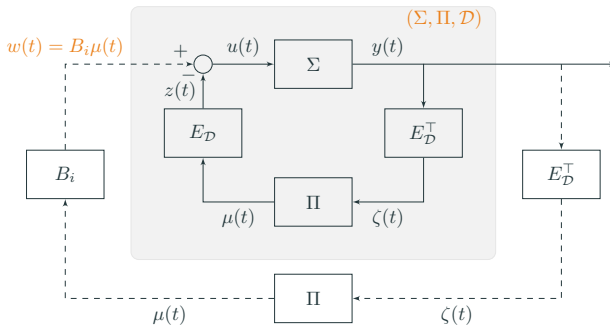 (Σ, Π, 𝒟)
w(t) = B_i μ(t)
+
u(t)
Σ
y(t)
−
z(t)
E_𝒟
E_𝒟^⊤
B_i
E_𝒟^⊤
Π
μ(t)
ζ(t)
Π
μ(t)
ζ(t)